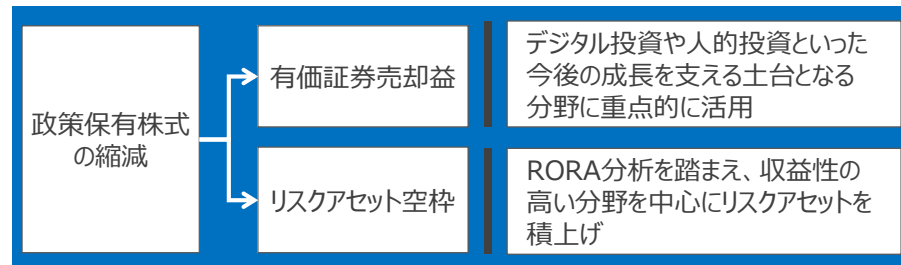 政策保有株式
の縮減
有価証券売却益
デジタル投資や人的投資といった
今後の成長を支える土台となる
分野に重点的に活用
リスクアセット空枠
RORA分析を踏まえ、収益性の
高い分野を中心にリスクアセットを
積上げ